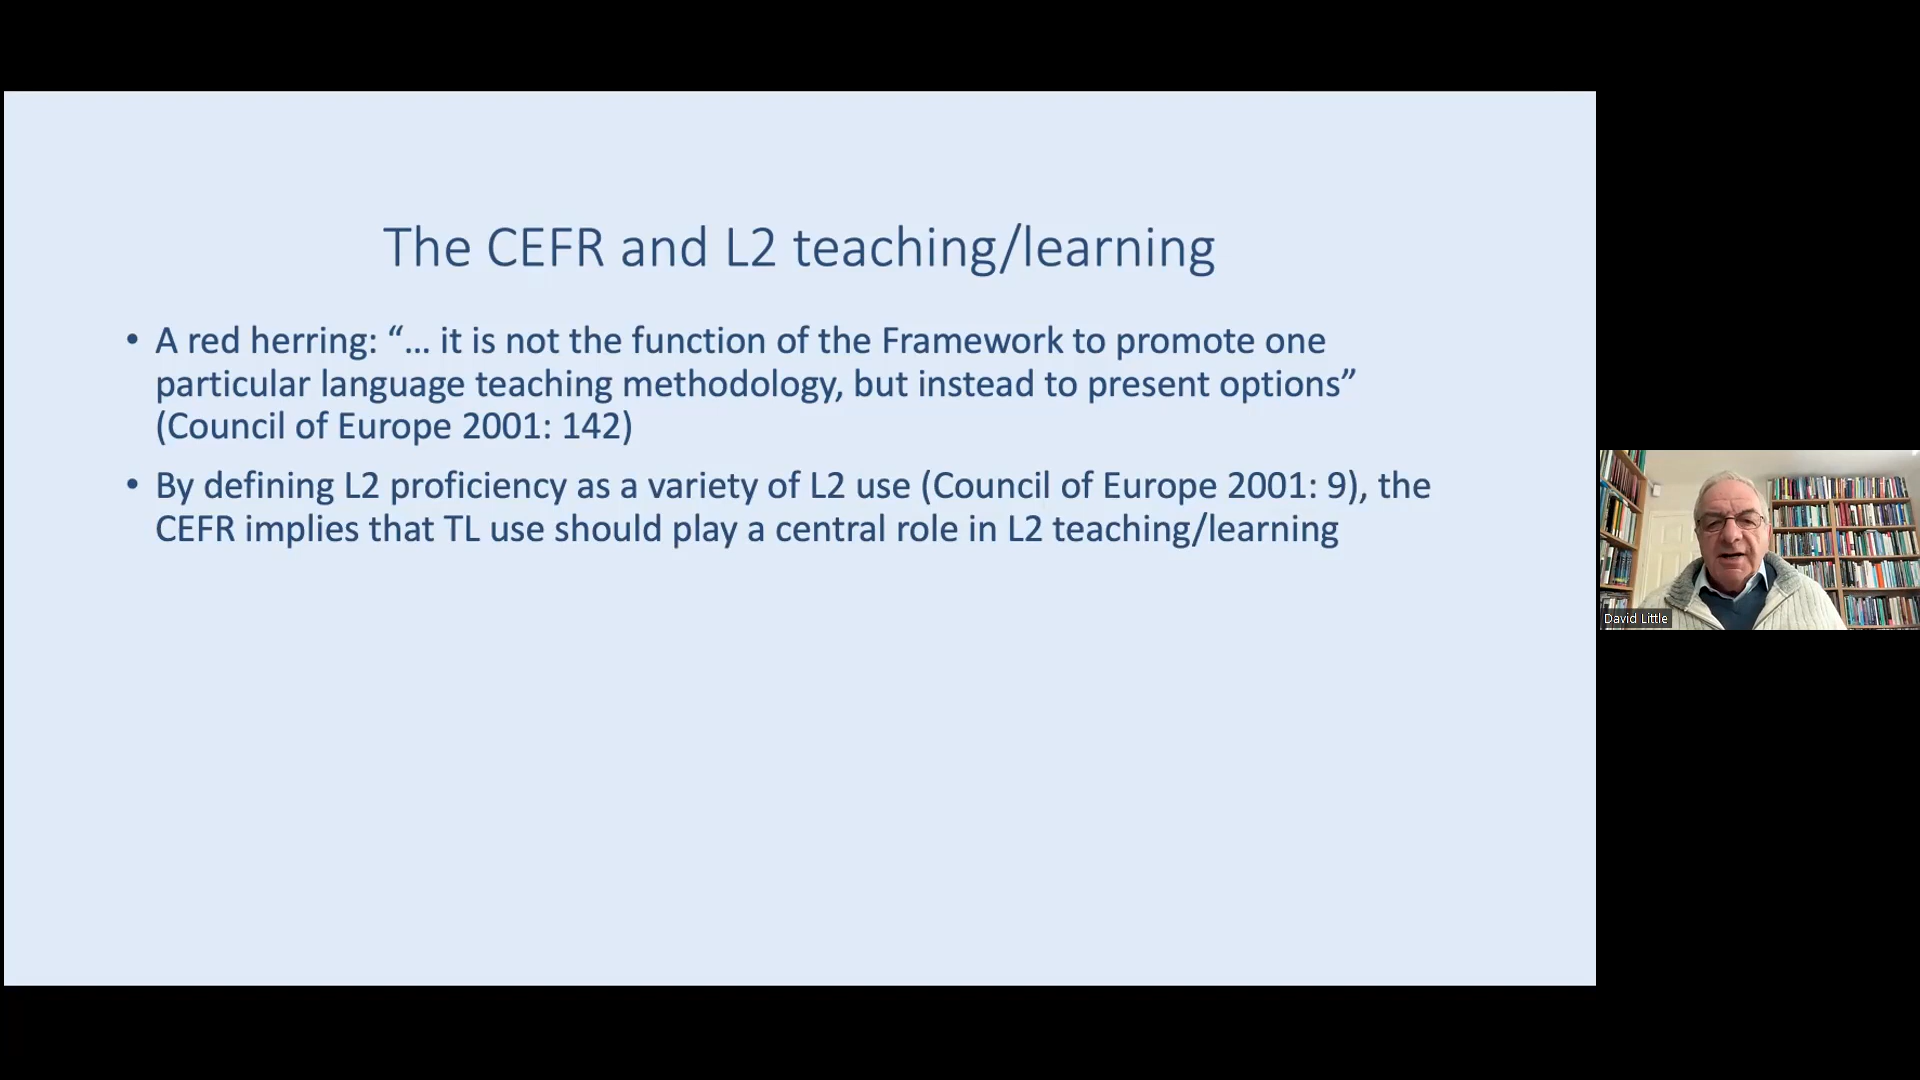 The CEFR and L2 teaching/learning
• A red herring: “… it is not the function of the Framework to promote one
particular language teaching methodology, but instead to present options”
(Council of Europe 2001: 142)
• By defining L2 proficiency as a variety of L2 use (Council of Europe 2001: 9), the
CEFR implies that TL use should play a central role in L2 teaching/learning
David Little